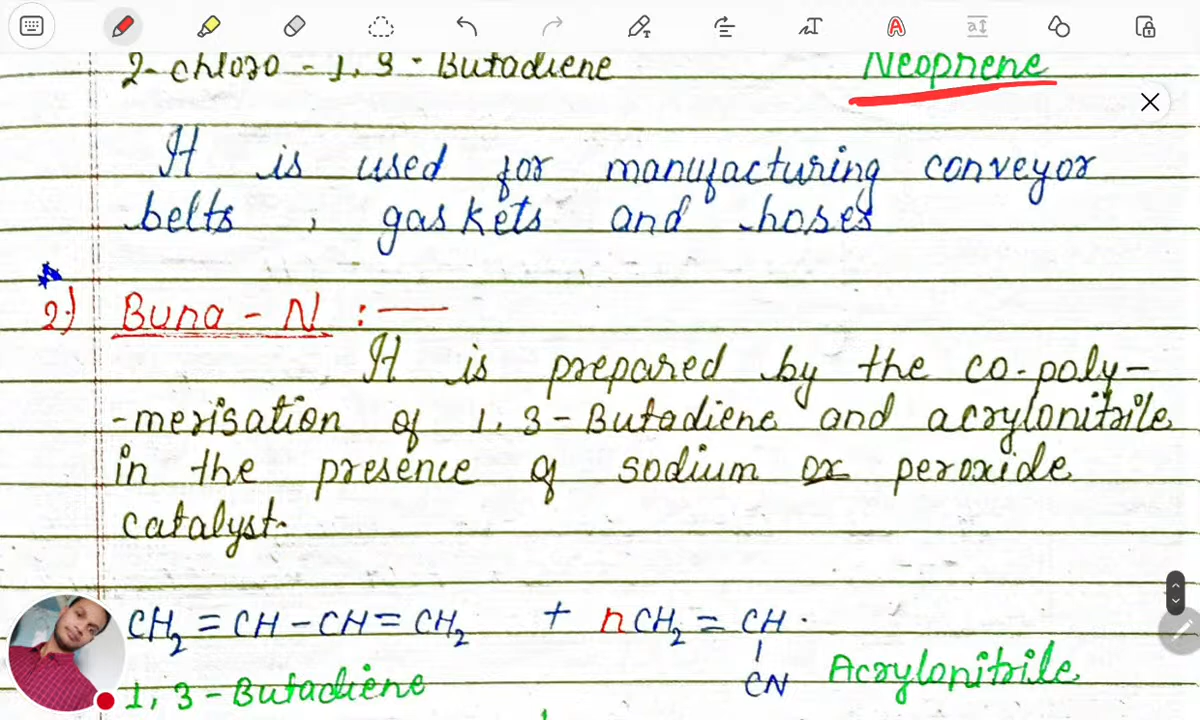 2-chloro-1,3-Butadiene Neoprene
It is used for manufacturing conveyor
belts, gaskets and hoses
2) Buna-N :—
It is prepared by the co-poly-
-merisation of 1,3-Butadiene and acrylonitrile
in the presence of sodium or peroxide
catalyst.
CH₂=CH-CH=CH₂ + nCH₂=CH.
CN
1,3-Butadiene Acrylonitrile